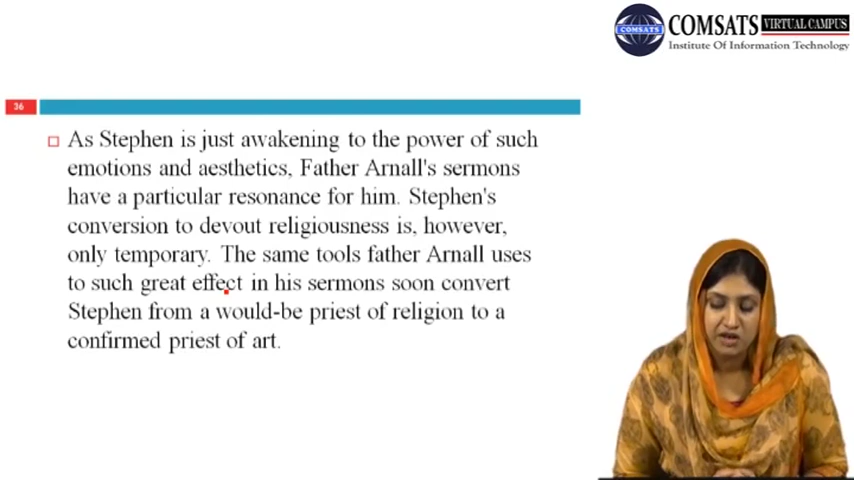 COMSATS
COMSATS VIRTUAL CAMPUS
Institute Of Information Technology
36
As Stephen is just awakening to the power of such
emotions and aesthetics, Father Arnall's sermons
have a particular resonance for him. Stephen's
conversion to devout religiousness is, however,
only temporary. The same tools father Arnall uses
to such great effect in his sermons soon convert
Stephen from a would-be priest of religion to a
confirmed priest of art.